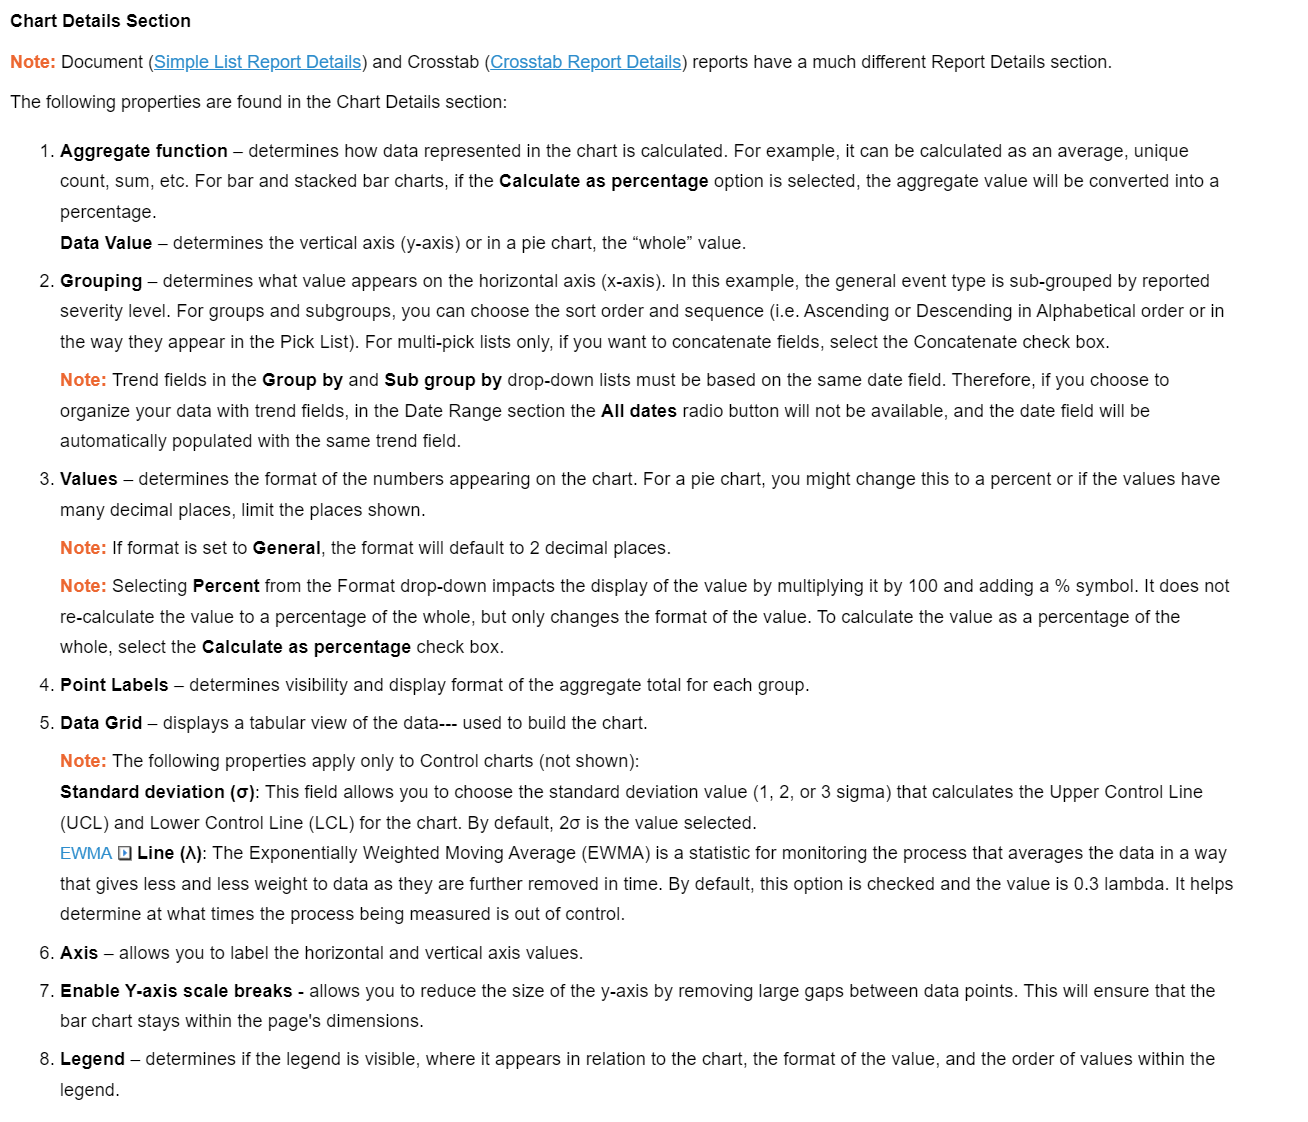 Chart Details Section
Note: Document (Simple List Report Details) and Crosstab (Crosstab Report Details) reports have a much different Report Details section.
The following properties are found in the Chart Details section:
1. Aggregate function – determines how data represented in the chart is calculated. For example, it can be calculated as an average, unique
count, sum, etc. For bar and stacked bar charts, if the Calculate as percentage option is selected, the aggregate value will be converted into a
percentage.
Data Value – determines the vertical axis (y-axis) or in a pie chart, the “whole” value.
2. Grouping – determines what value appears on the horizontal axis (x-axis). In this example, the general event type is sub-grouped by reported
severity level. For groups and subgroups, you can choose the sort order and sequence (i.e. Ascending or Descending in Alphabetical order or in
the way they appear in the Pick List). For multi-pick lists only, if you want to concatenate fields, select the Concatenate check box.
Note: Trend fields in the Group by and Sub group by drop-down lists must be based on the same date field. Therefore, if you choose to
organize your data with trend fields, in the Date Range section the All dates radio button will not be available, and the date field will be
automatically populated with the same trend field.
3. Values – determines the format of the numbers appearing on the chart. For a pie chart, you might change this to a percent or if the values have
many decimal places, limit the places shown.
Note: If format is set to General, the format will default to 2 decimal places.
Note: Selecting Percent from the Format drop-down impacts the display of the value by multiplying it by 100 and adding a % symbol. It does not
re-calculate the value to a percentage of the whole, but only changes the format of the value. To calculate the value as a percentage of the
whole, select the Calculate as percentage check box.
4. Point Labels – determines visibility and display format of the aggregate total for each group.
5. Data Grid – displays a tabular view of the data--- used to build the chart.
Note: The following properties apply only to Control charts (not shown):
Standard deviation (σ): This field allows you to choose the standard deviation value (1, 2, or 3 sigma) that calculates the Upper Control Line
(UCL) and Lower Control Line (LCL) for the chart. By default, 2σ is the value selected.
EWMA Line (λ): The Exponentially Weighted Moving Average (EWMA) is a statistic for monitoring the process that averages the data in a way
that gives less and less weight to data as they are further removed in time. By default, this option is checked and the value is 0.3 lambda. It helps
determine at what times the process being measured is out of control.
6. Axis – allows you to label the horizontal and vertical axis values.
7. Enable Y-axis scale breaks - allows you to reduce the size of the y-axis by removing large gaps between data points. This will ensure that the
bar chart stays within the page's dimensions.
8. Legend – determines if the legend is visible, where it appears in relation to the chart, the format of the value, and the order of values within the
legend.